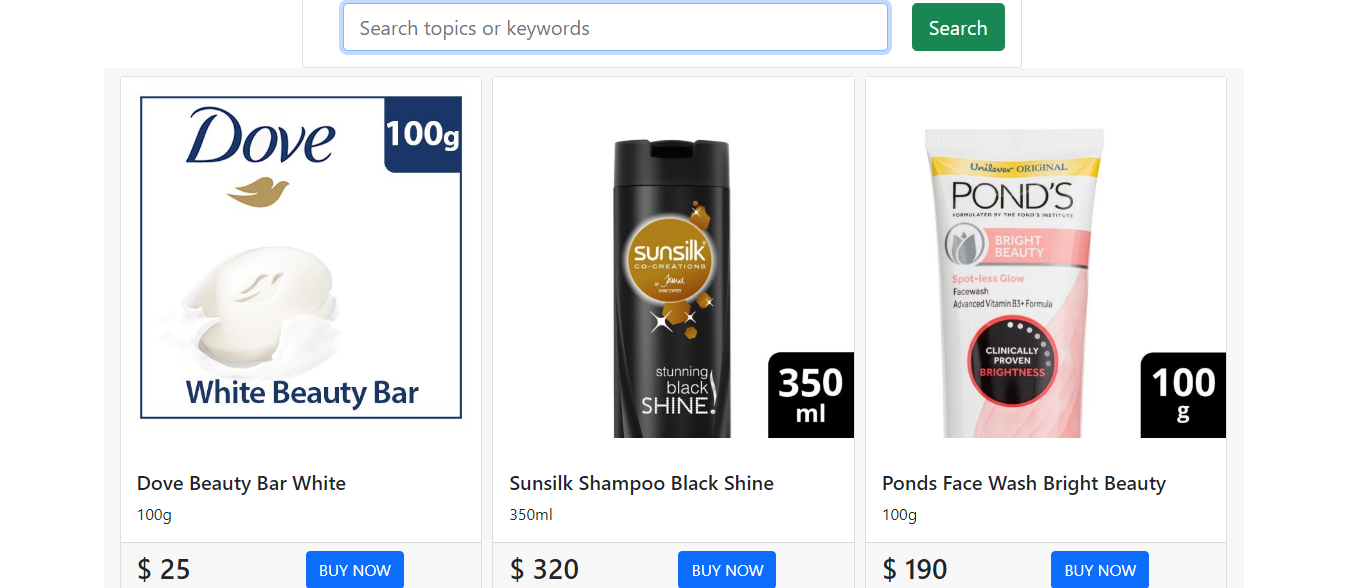 Search topics or keywords
Search
Dove
100g
White Beauty Bar
sunsilk
CO-CREATIONS
stunning
black
SHINE!
350
ml
Unilever ORIGINAL
POND'S
FORMULATED BY THE POND'S INSTITUTE
BRIGHT
BEAUTY
Spot-less Glow
Facewash
Advanced Vitamin B3+ Formula
CLINICALLY
PROVEN
BRIGHTNESS
100
g
Dove Beauty Bar White
100g
Sunsilk Shampoo Black Shine
350ml
Ponds Face Wash Bright Beauty
100g
$ 25
BUY NOW
$ 320
BUY NOW
$ 190
BUY NOW